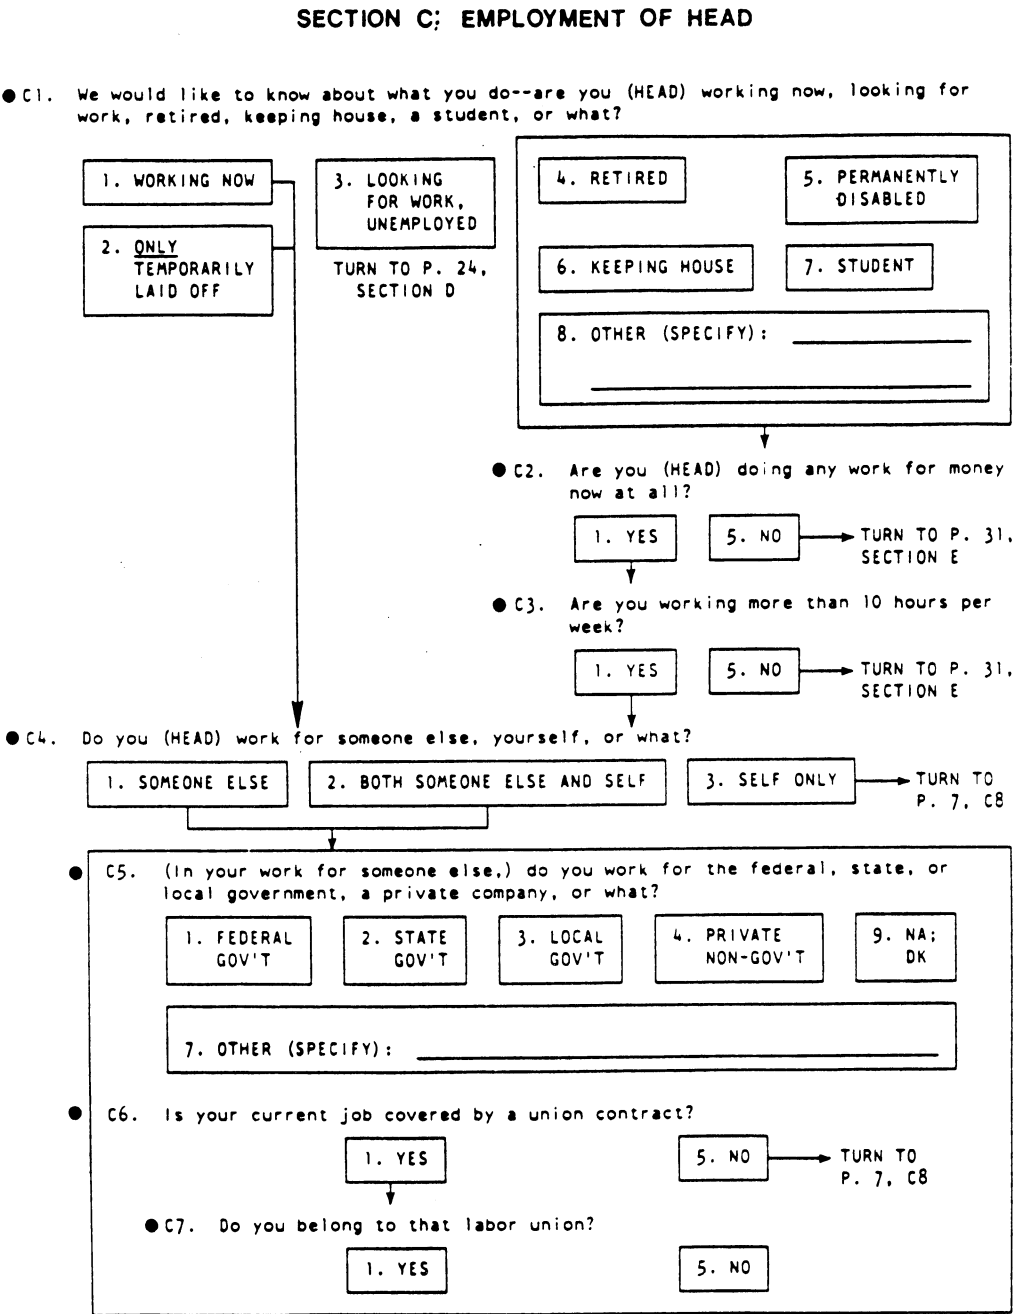 SECTION C: EMPLOYMENT OF HEAD
● C1. We would like to know about what you do--are you (HEAD) working now, looking for
work, retired, keeping house, a student, or what?
1. WORKING NOW
2. ONLY
TEMPORARILY
LAID OFF
3. LOOKING
FOR WORK,
UNEMPLOYED
TURN TO P. 24,
SECTION D
4. RETIRED
5. PERMANENTLY
DISABLED
6. KEEPING HOUSE
7. STUDENT
8. OTHER (SPECIFY):
● C2. Are you (HEAD) doing any work for money
now at all?
1. YES
5. NO
TURN TO P. 31,
SECTION E
● C3. Are you working more than 10 hours per
week?
1. YES
5. NO
TURN TO P. 31,
SECTION E
● C4. Do you (HEAD) work for someone else, yourself, or what?
1. SOMEONE ELSE
2. BOTH SOMEONE ELSE AND SELF
3. SELF ONLY
TURN TO
P. 7, C8
● C5. (In your work for someone else,) do you work for the federal, state, or
local government, a private company, or what?
1. FEDERAL
GOV'T
2. STATE
GOV'T
3. LOCAL
GOV'T
4. PRIVATE
NON-GOV'T
9. NA;
DK
7. OTHER (SPECIFY):
● C6. Is your current job covered by a union contract?
1. YES
5. NO
TURN TO
P. 7, C8
● C7. Do you belong to that labor union?
1. YES
5. NO